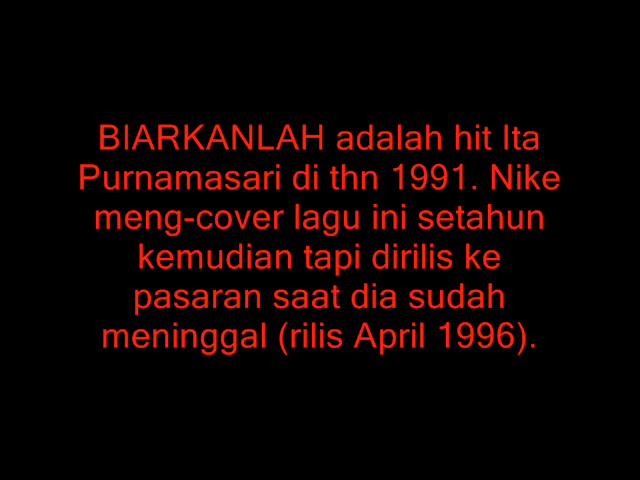 BIARKANLAH adalah hit Ita
Purnamasari di thn 1991. Nike
meng-cover lagu ini setahun
kemudian tapi dirilis ke
pasaran saat dia sudah
meninggal (rilis April 1996).